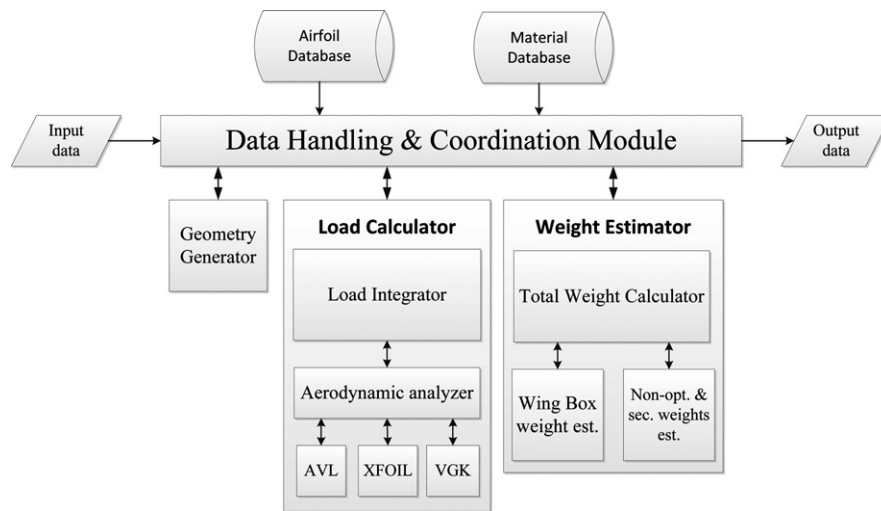 Airfoil
Database
Material
Database
Input
data
Data Handling & Coordination Module
Output
data
Geometry
Generator
Load Calculator
Load Integrator
Aerodynamic analyzer
AVL
XFOIL
VGK
Weight Estimator
Total Weight Calculator
Wing Box
weight est.
Non-opt. &
sec. weights
est.